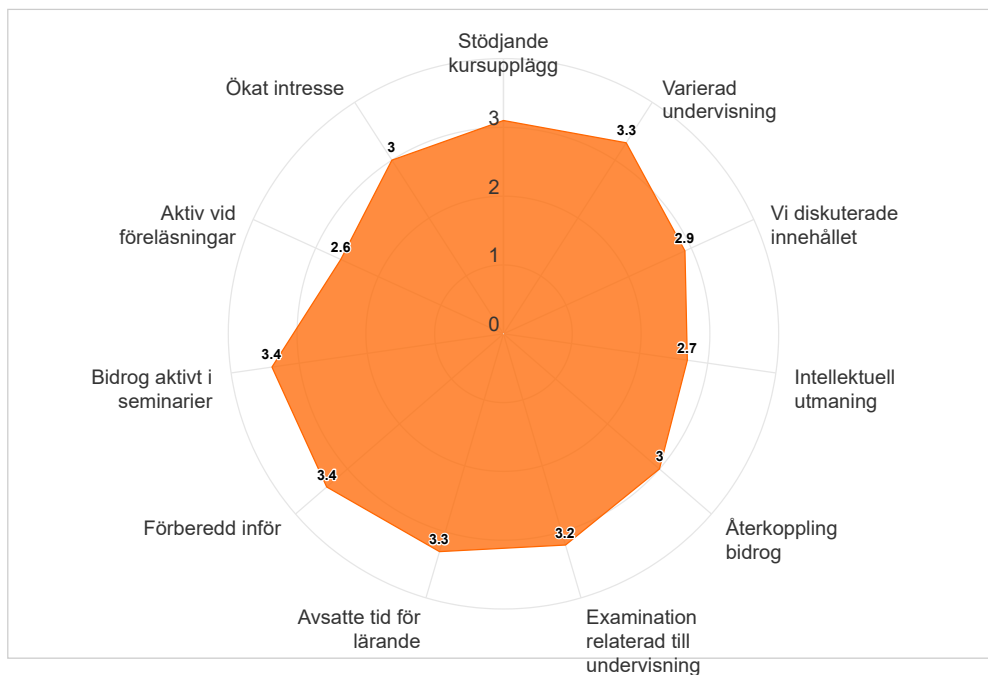 Stödjande
kursupplägg
Varierad
undervisning
Vi diskuterade
innehållet
Intellektuell
utmaning
Återkoppling
bidrog
Examination
relaterad till
undervisning
Avsatte tid för
lärande
Förberedd inför
Bidrog aktivt i
seminarier
Aktiv vid
föreläsningar
Ökat intresse
3
2
1
0
3.3
2.9
2.7
3
3.2
3.3
3.4
3.4
2.6
3